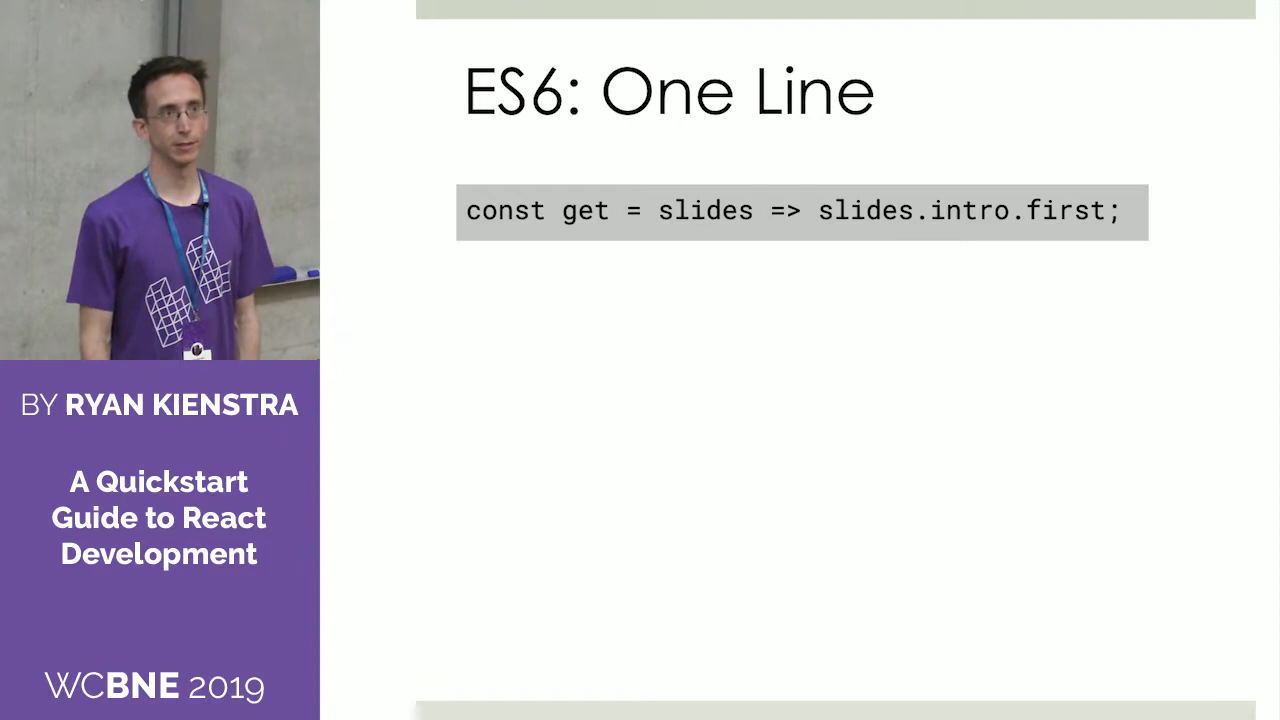 ES6: One Line
const get = slides => slides.intro.first;
BY RYAN KIENSTRA
A Quickstart
Guide to React
Development
WCBNE 2019